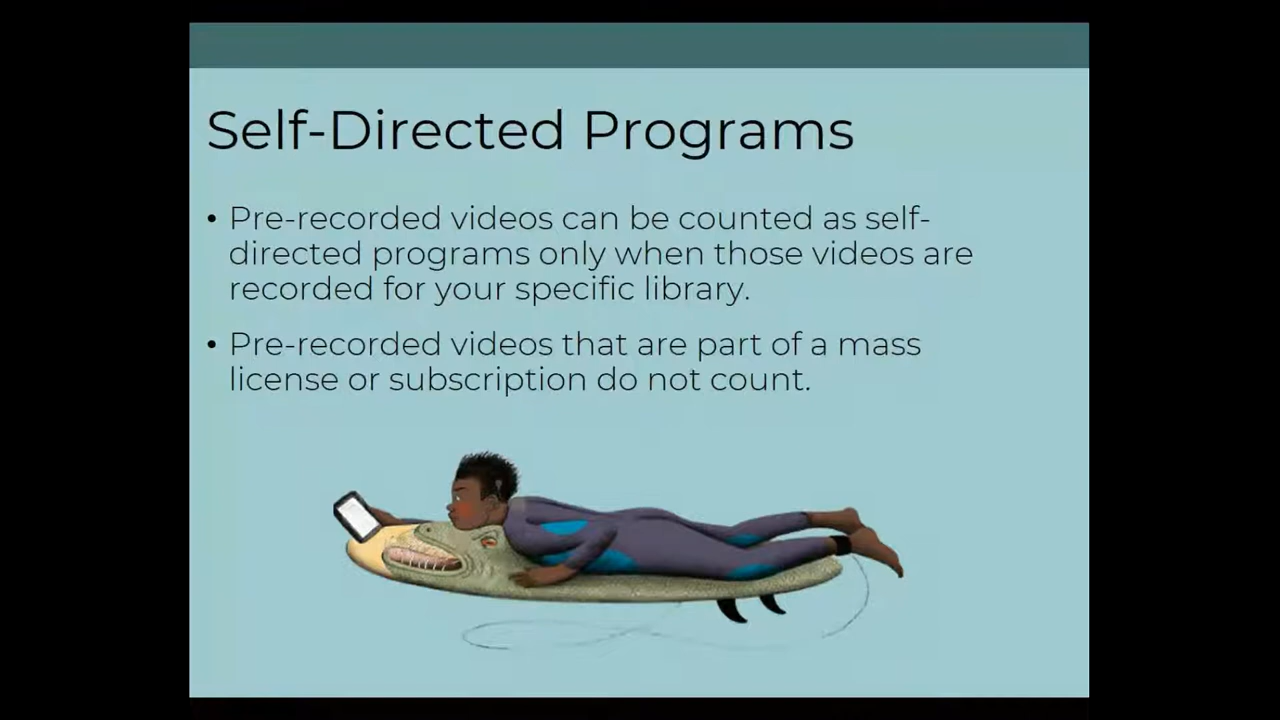 Self-Directed Programs
• Pre-recorded videos can be counted as self-
directed programs only when those videos are
recorded for your specific library.
• Pre-recorded videos that are part of a mass
license or subscription do not count.